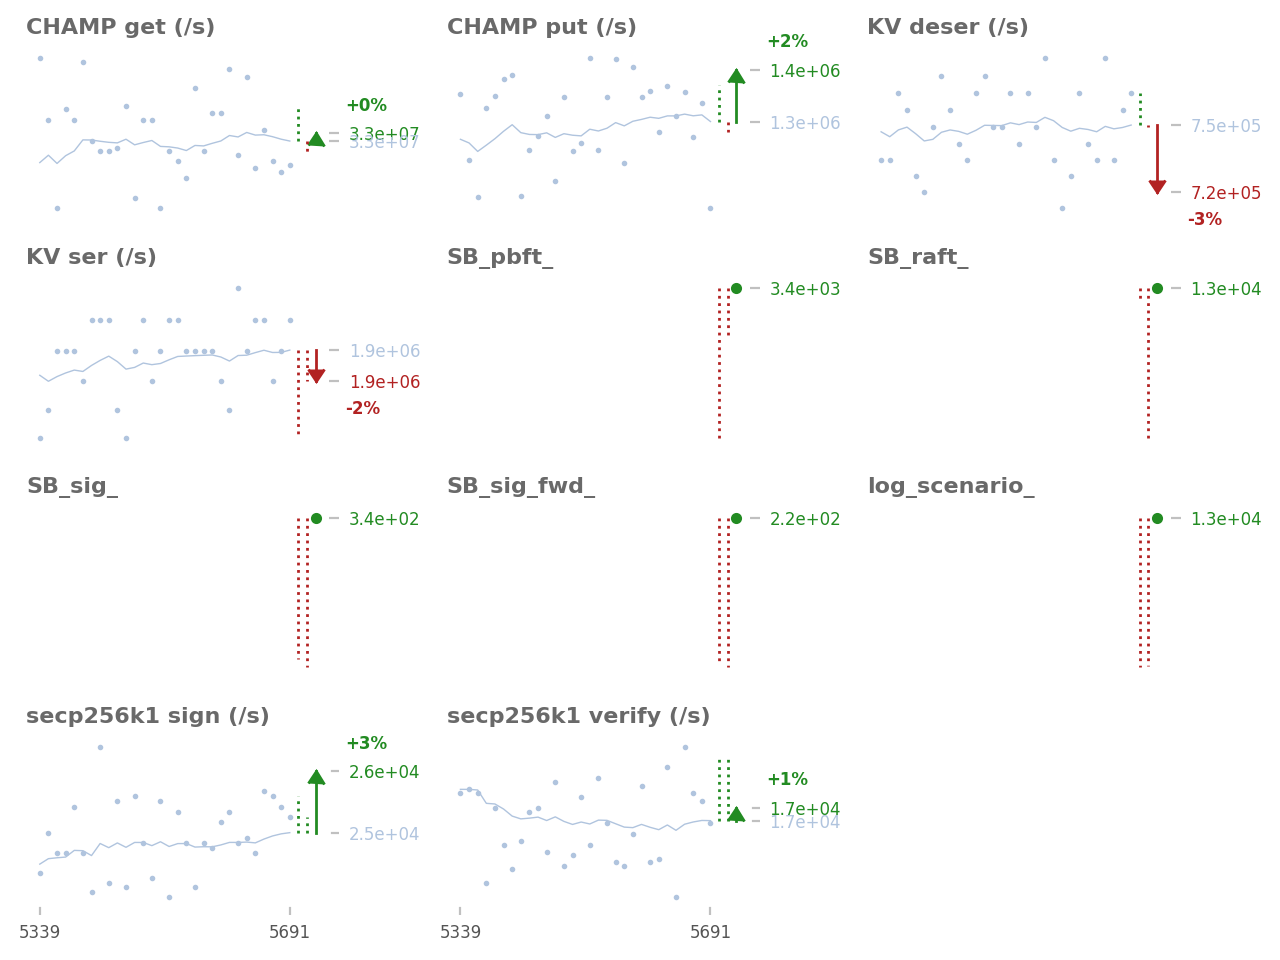 CHAMP get (/s)
+0%
3.3e+07
3.3e+07
CHAMP put (/s)
+2%
1.4e+06
1.3e+06
KV deser (/s)
7.5e+05
7.2e+05
-3%
KV ser (/s)
1.9e+06
1.9e+06
-2%
SB_pbft_
3.4e+03
SB_raft_
1.3e+04
SB_sig_
3.4e+02
SB_sig_fwd_
2.2e+02
log_scenario_
1.3e+04
secp256k1 sign (/s)
+3%
2.6e+04
2.5e+04
5339
5691
secp256k1 verify (/s)
+1%
1.7e+04
1.7e+04
5339
5691